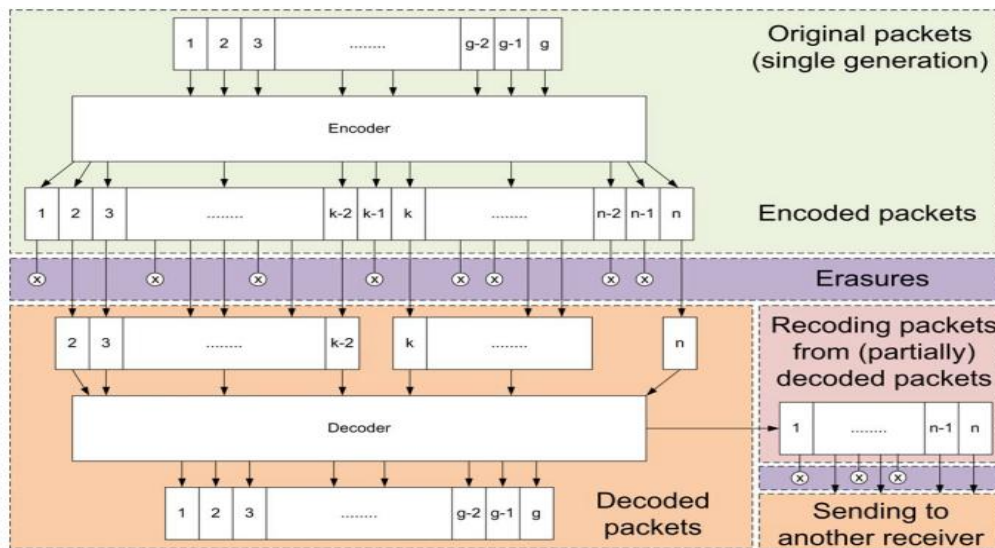 1 2 3 ........ g-2 g-1 g
Original packets
(single generation)
Encoder
1 2 3 ........ k-2 k-1 k ........ n-2 n-1 n
Encoded packets
x x x x x x x x
Erasures
2 3 ........ k-2 k ........ n
Recoding packets
from (partially)
decoded packets
Decoder
1 ........ n-1 n
x x x
1 2 3 ........ g-2 g-1 g
Decoded
packets
Sending to
another receiver